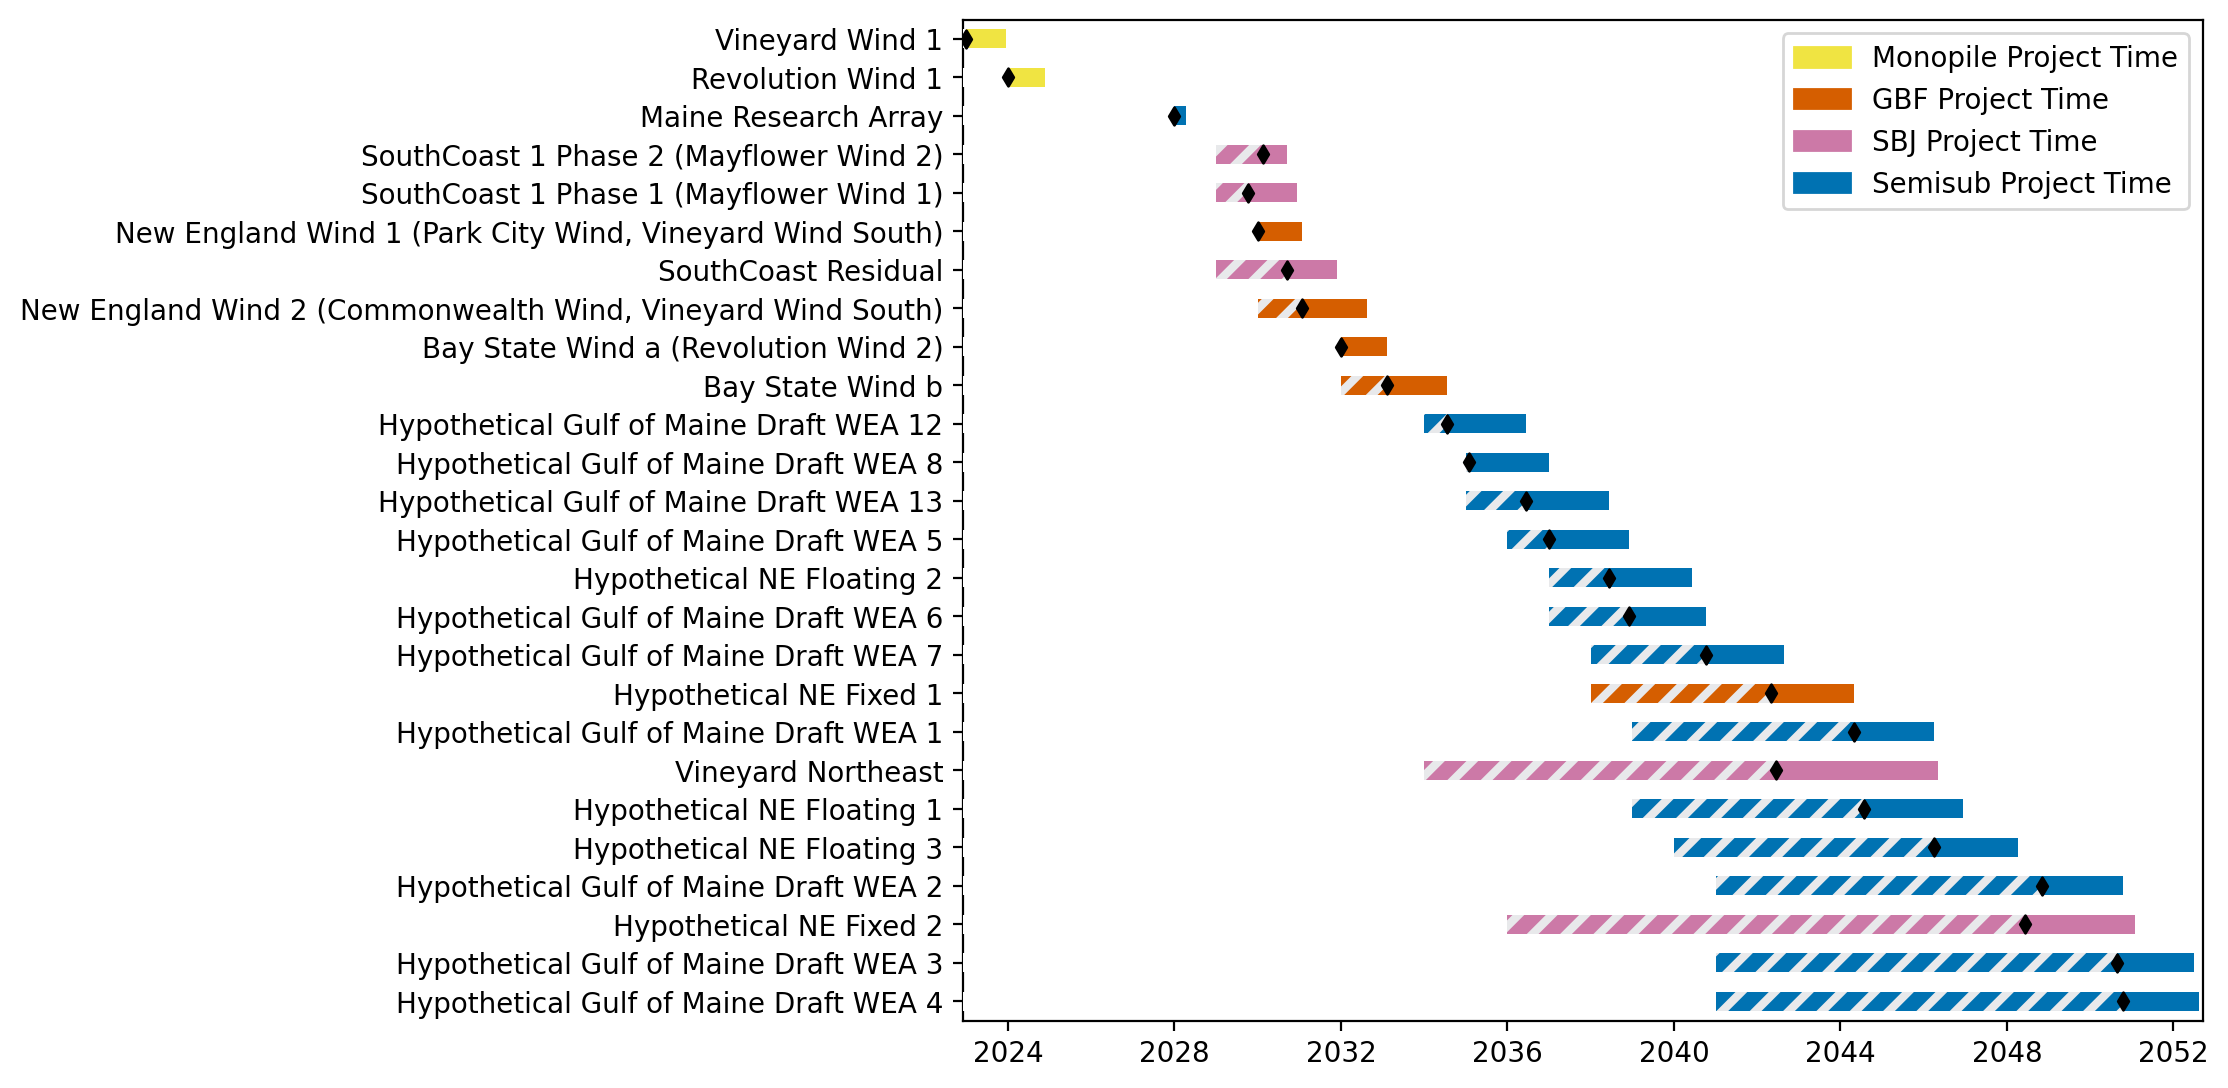 Vineyard Wind 1
Revolution Wind 1
Maine Research Array
SouthCoast 1 Phase 2 (Mayflower Wind 2)
SouthCoast 1 Phase 1 (Mayflower Wind 1)
New England Wind 1 (Park City Wind, Vineyard Wind South)
SouthCoast Residual
New England Wind 2 (Commonwealth Wind, Vineyard Wind South)
Bay State Wind a (Revolution Wind 2)
Bay State Wind b
Hypothetical Gulf of Maine Draft WEA 12
Hypothetical Gulf of Maine Draft WEA 8
Hypothetical Gulf of Maine Draft WEA 13
Hypothetical Gulf of Maine Draft WEA 5
Hypothetical NE Floating 2
Hypothetical Gulf of Maine Draft WEA 6
Hypothetical Gulf of Maine Draft WEA 7
Hypothetical NE Fixed 1
Hypothetical Gulf of Maine Draft WEA 1
Vineyard Northeast
Hypothetical NE Floating 1
Hypothetical NE Floating 3
Hypothetical Gulf of Maine Draft WEA 2
Hypothetical NE Fixed 2
Hypothetical Gulf of Maine Draft WEA 3
Hypothetical Gulf of Maine Draft WEA 4
Monopile Project Time
GBF Project Time
SBJ Project Time
Semisub Project Time
2024 2028 2032 2036 2040 2044 2048 2052